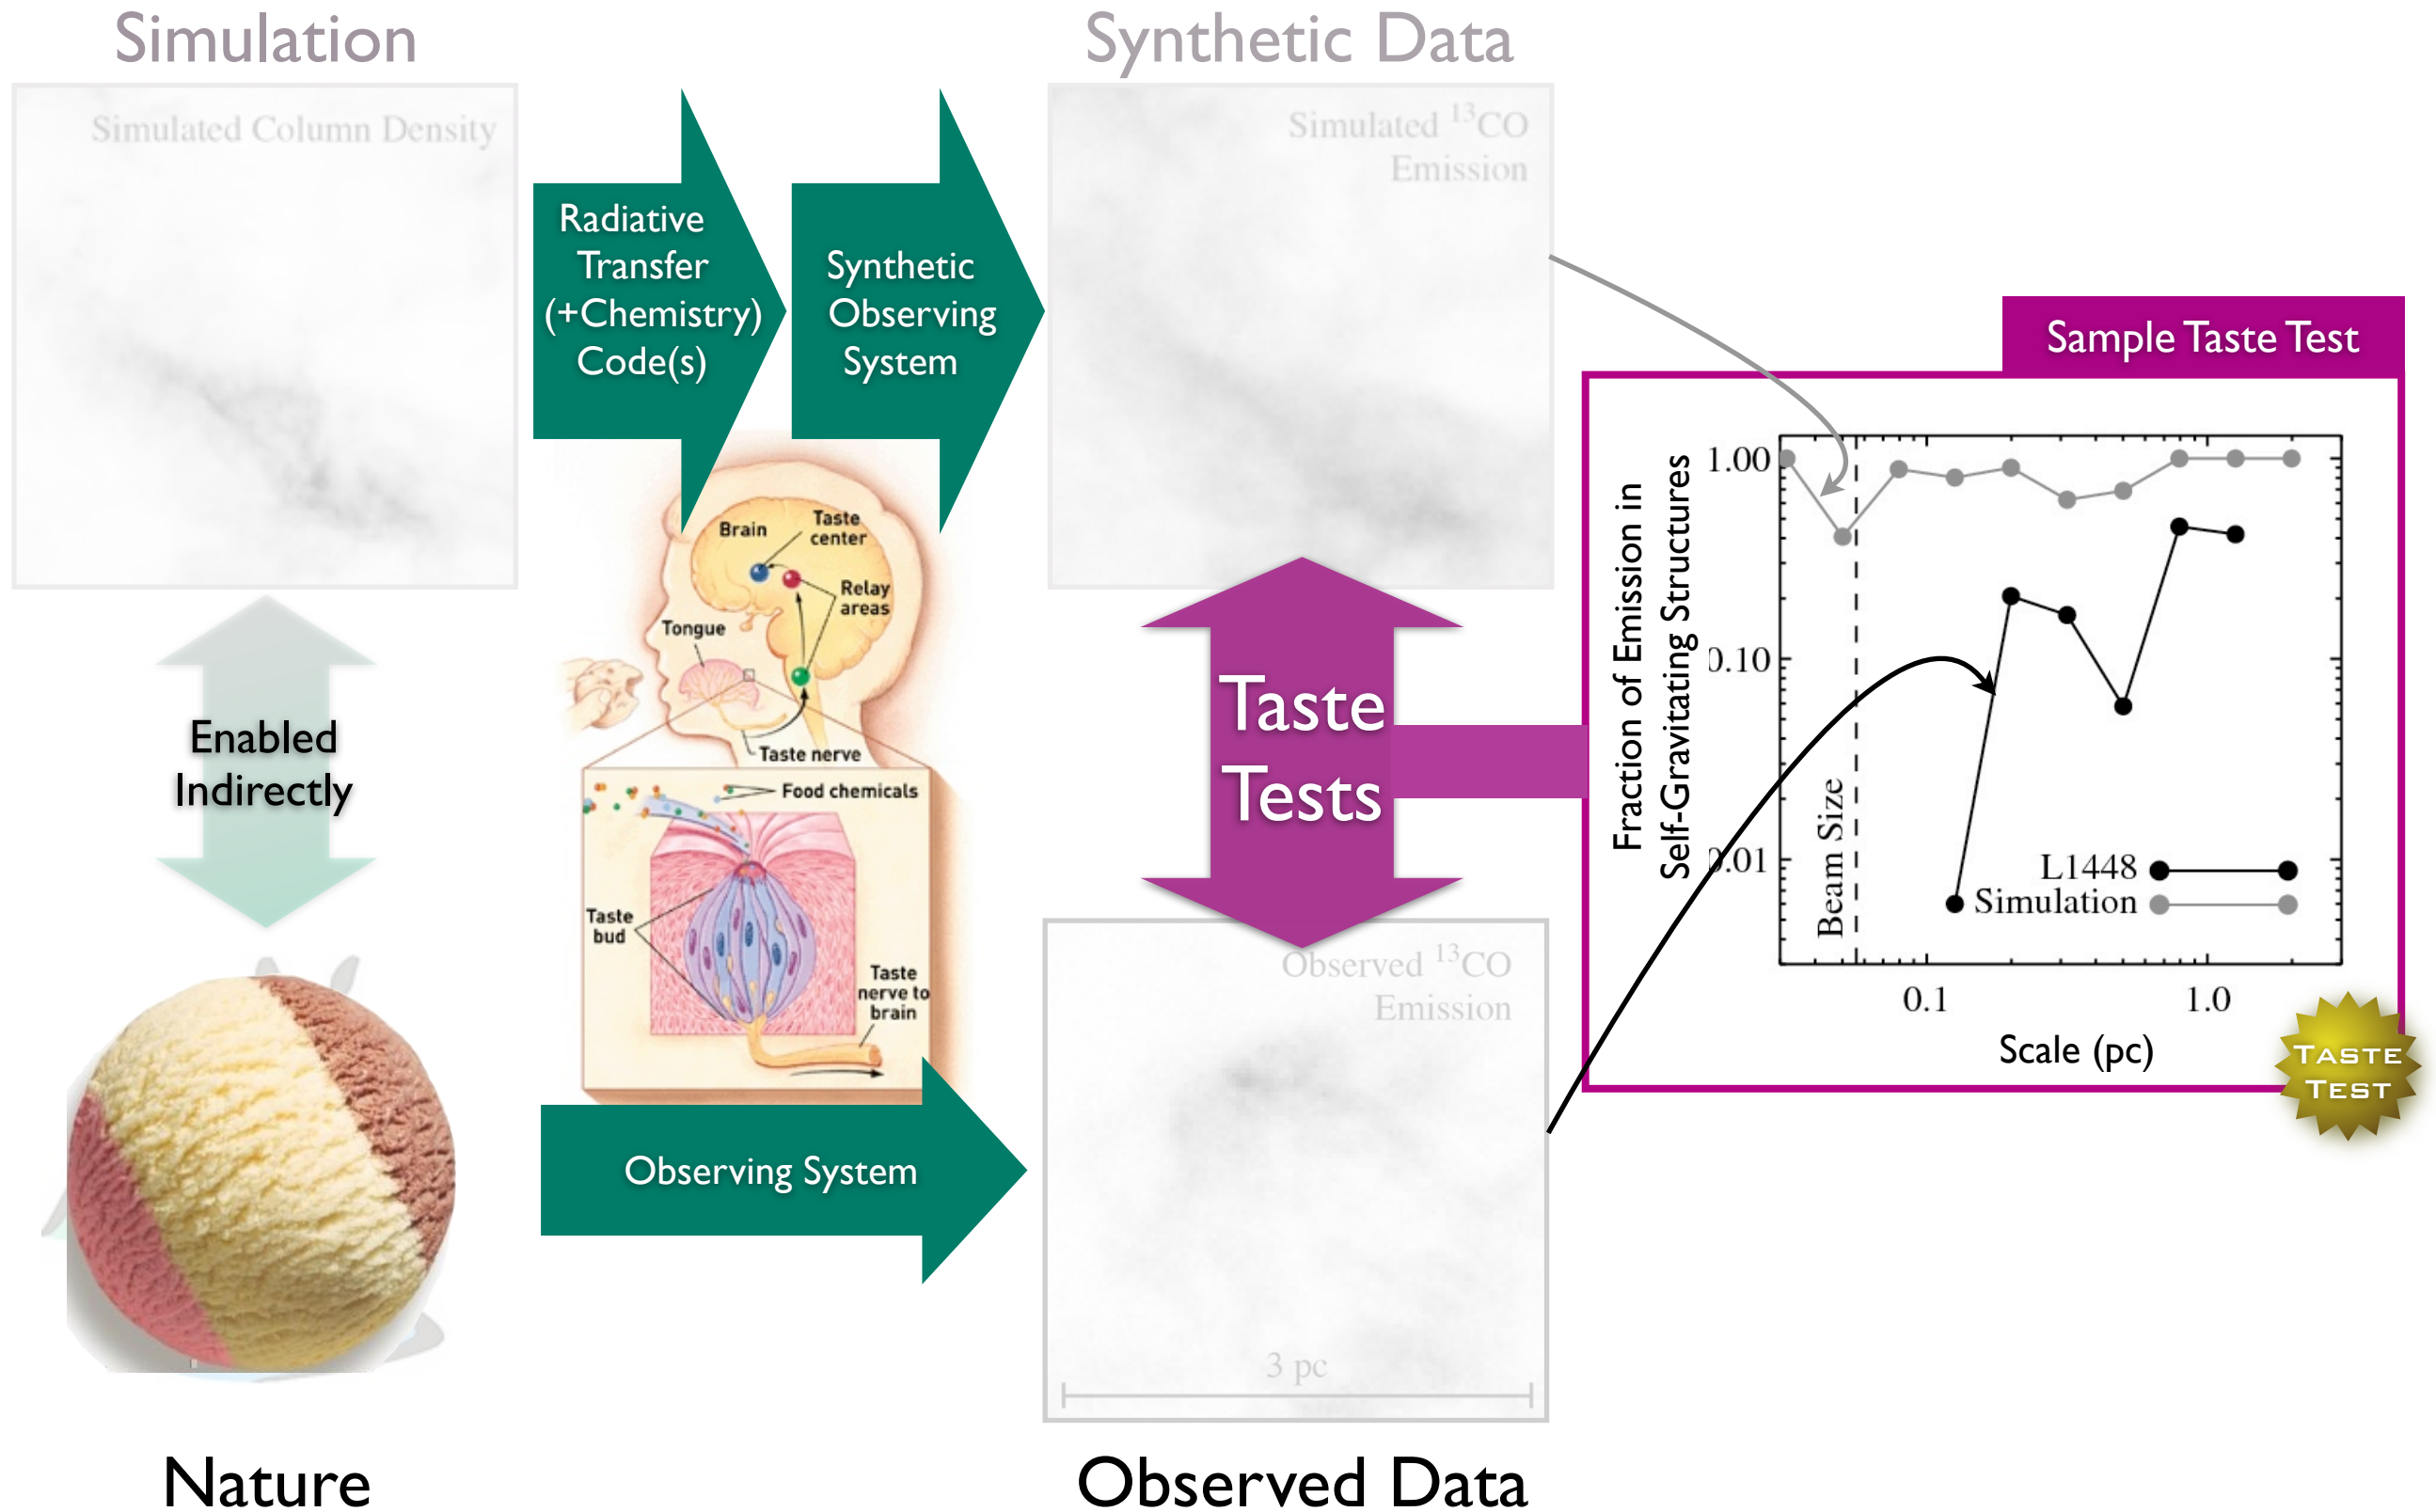 Simulation
Synthetic Data
Simulated Column Density
Simulated ¹³CO
Emission
Radiative
Transfer
(+Chemistry)
Code(s)
Synthetic
Observing
System
Sample Taste Test
Brain
Taste
center
Relay
areas
Tongue
Taste nerve
Food chemicals
Taste
bud
Taste
nerve to
brain
Enabled
Indirectly
Taste
Tests
Fraction of Emission in
Self-Gravitating Structures
1.00
0.10
0.01
Beam Size
L1448
Simulation
0.1
1.0
Scale (pc)
TASTE
TEST
Observed ¹³CO
Emission
Observing System
3 pc
Nature
Observed Data